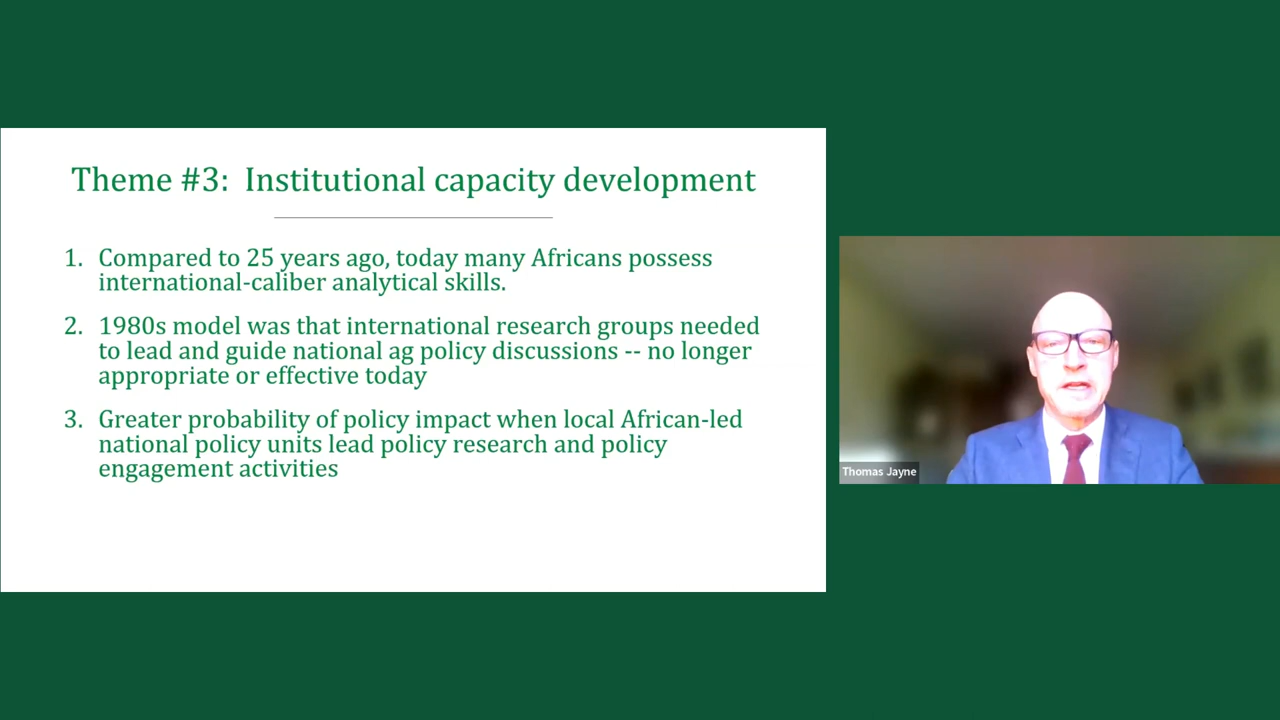 Theme #3: Institutional capacity development
1. Compared to 25 years ago, today many Africans possess
international-caliber analytical skills.
2. 1980s model was that international research groups needed
to lead and guide national ag policy discussions -- no longer
appropriate or effective today
3. Greater probability of policy impact when local African-led
national policy units lead policy research and policy
engagement activities
Thomas Jayne